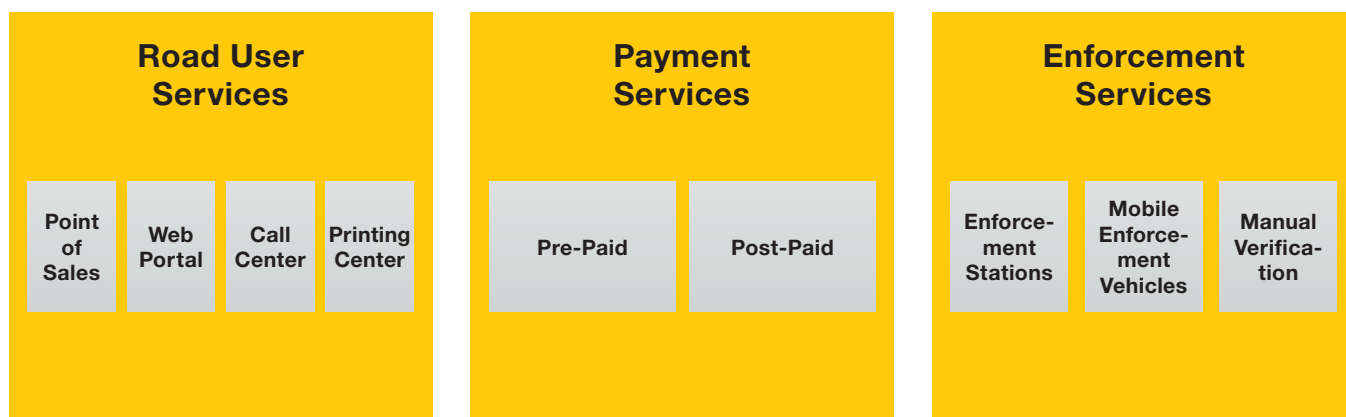 Road User
Services
Point
of
Sales
Web
Portal
Call
Center
Printing
Center
Payment
Services
Pre-Paid
Post-Paid
Enforcement
Services
Enforce-
ment
Stations
Mobile
Enforce-
ment
Vehicles
Manual
Verifica-
tion